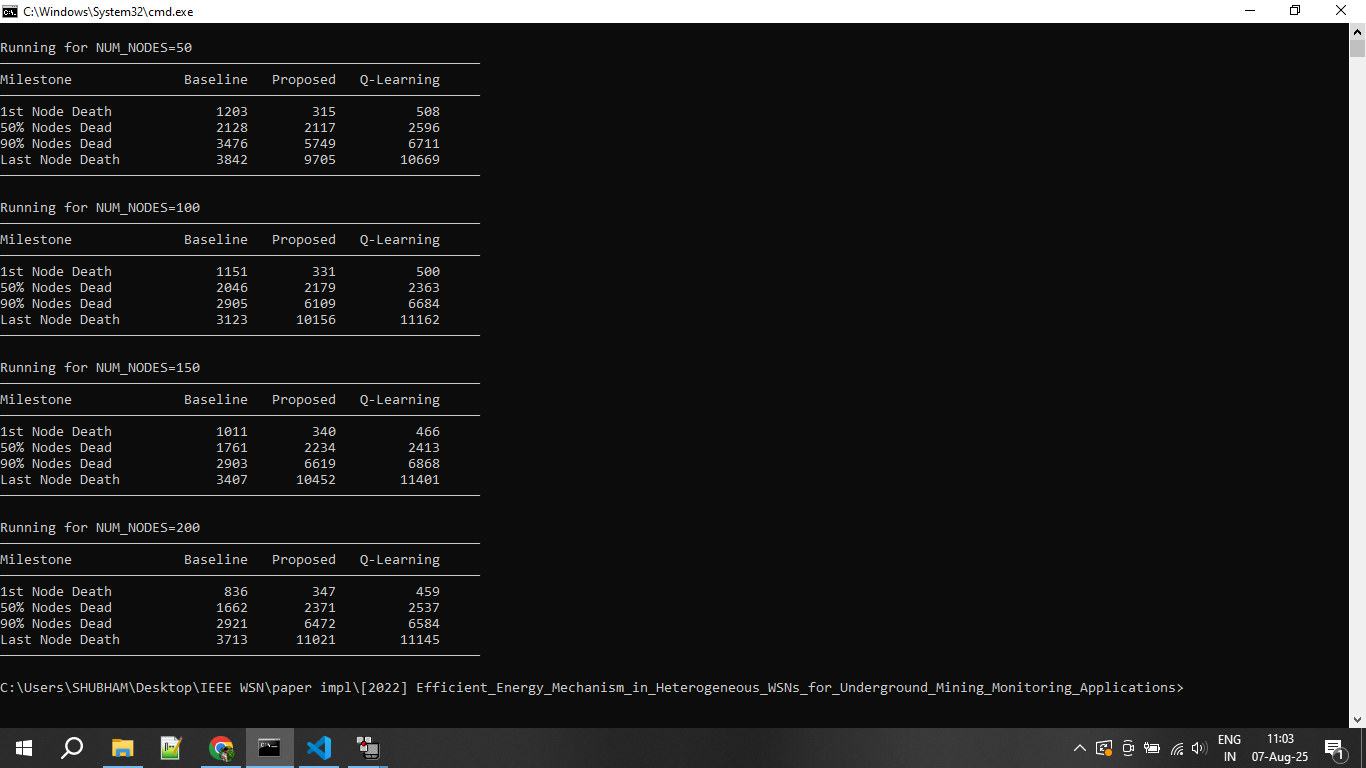 C:\Windows\System32\cmd.exe
Running for NUM_NODES=50
Milestone Baseline Proposed Q-Learning
1st Node Death 1203 315 508
50% Nodes Dead 2128 2117 2596
90% Nodes Dead 3476 5749 6711
Last Node Death 3842 9705 10669
Running for NUM_NODES=100
Milestone Baseline Proposed Q-Learning
1st Node Death 1151 331 500
50% Nodes Dead 2046 2179 2363
90% Nodes Dead 2905 6109 6684
Last Node Death 3123 10156 11162
Running for NUM_NODES=150
Milestone Baseline Proposed Q-Learning
1st Node Death 1011 340 466
50% Nodes Dead 1761 2234 2413
90% Nodes Dead 2903 6619 6868
Last Node Death 3407 10452 11401
Running for NUM_NODES=200
Milestone Baseline Proposed Q-Learning
1st Node Death 836 347 459
50% Nodes Dead 1662 2371 2537
90% Nodes Dead 2921 6472 6584
Last Node Death 3713 11021 11145
C:\Users\SHUBHAM\Desktop\IEEE WSN\paper impl\[2022] Efficient_Energy_Mechanism_in_Heterogeneous_WSNs_for_Underground_Mining_Monitoring_Applications>
ENG 11:03
IN 07-Aug-25 1